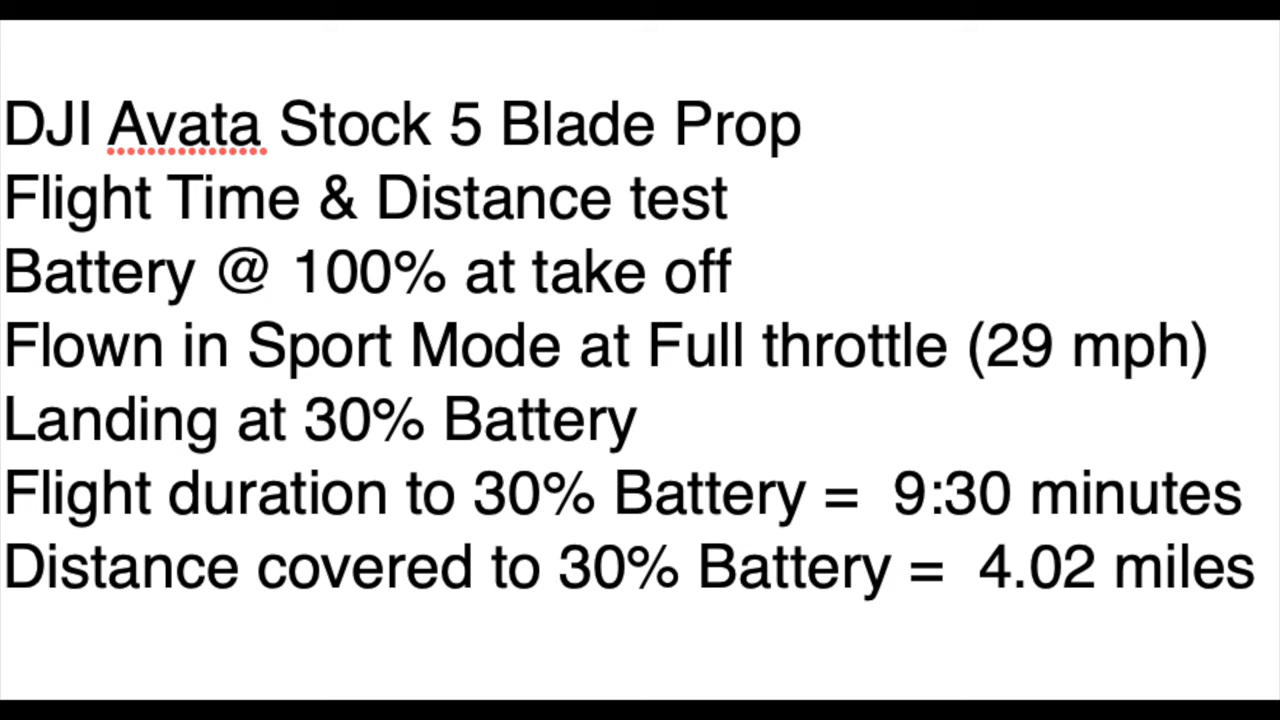 DJI Avata Stock 5 Blade Prop
Flight Time & Distance test
Battery @ 100% at take off
Flown in Sport Mode at Full throttle (29 mph)
Landing at 30% Battery
Flight duration to 30% Battery =  9:30 minutes
Distance covered to 30% Battery =  4.02 miles